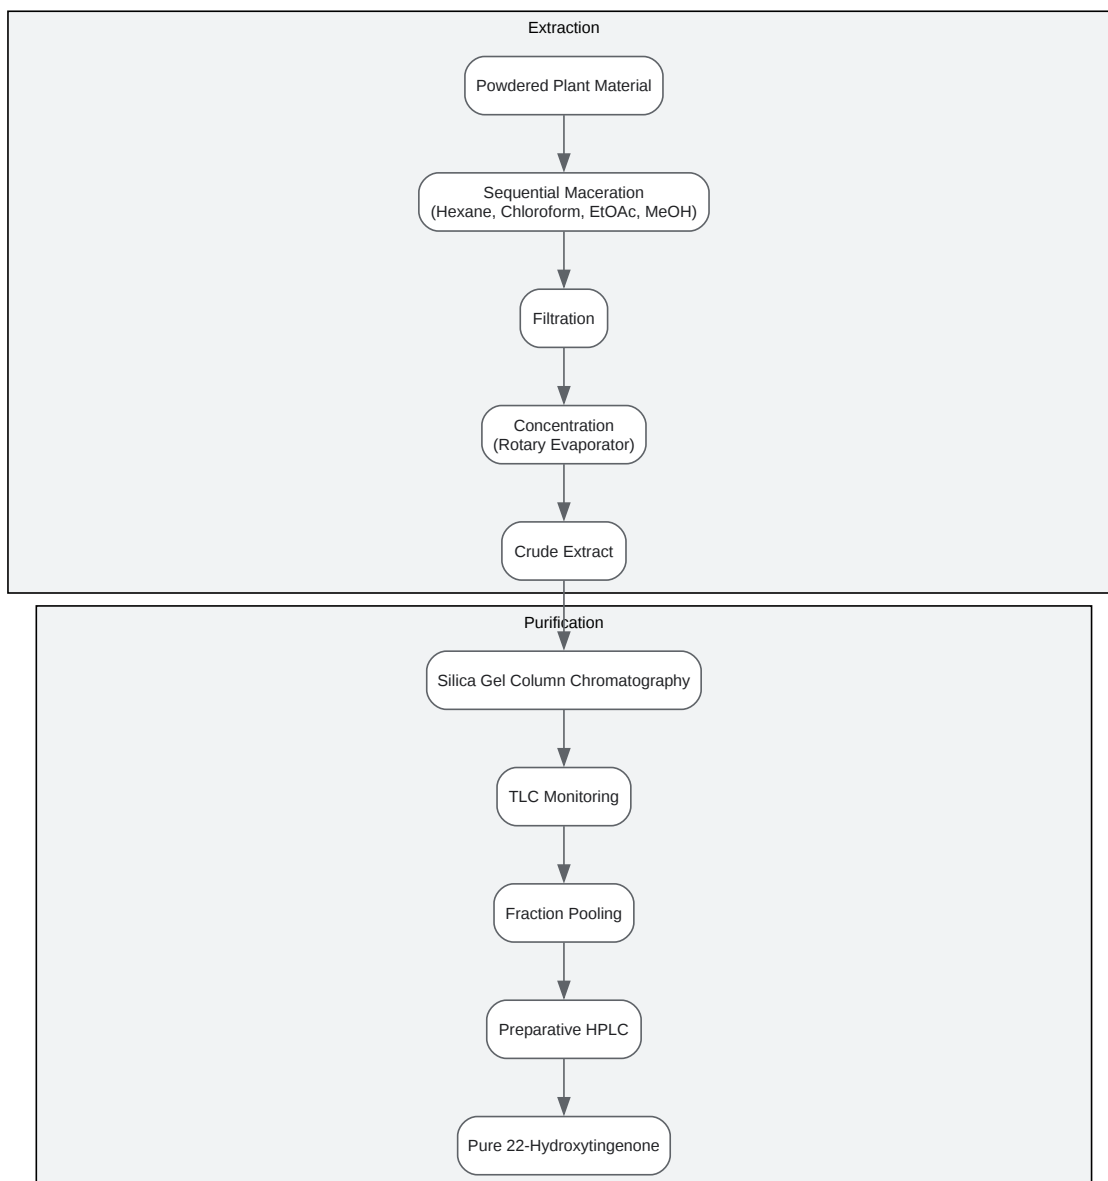 Extraction
Powdered Plant Material
Sequential Maceration
(Hexane, Chloroform, EtOAc, MeOH)
Filtration
Concentration
(Rotary Evaporator)
Crude Extract
Purification
Silica Gel Column Chromatography
TLC Monitoring
Fraction Pooling
Preparative HPLC
Pure 22-Hydroxytingenone